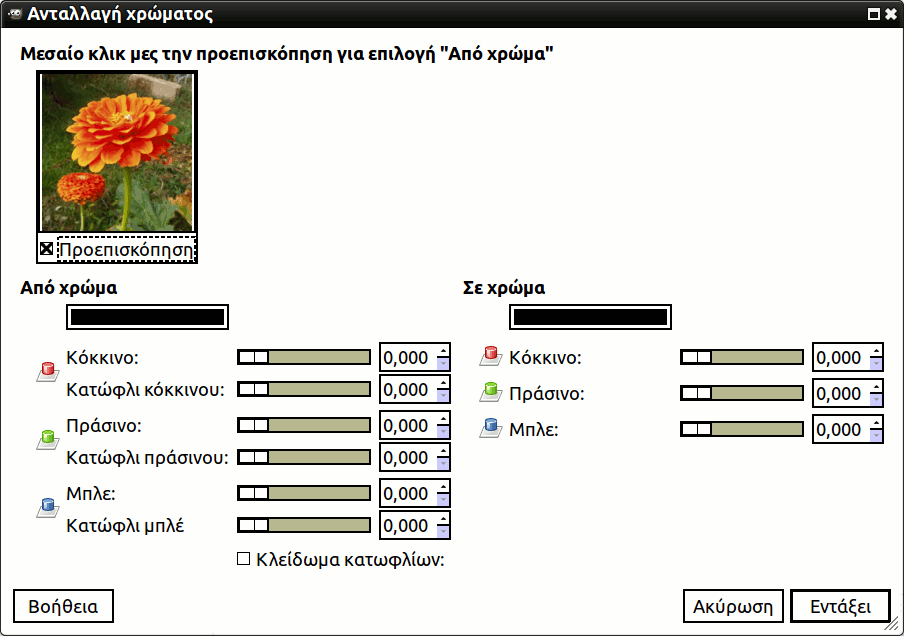 Ανταλλαγή χρώματος
Μεσαίο κλικ μες την προεπισκόπηση για επιλογή "Από χρώμα"
Προεπισκόπηση
Από χρώμα
Σε χρώμα
Κόκκινο: 0,000
Κόκκινο: 0,000
Κατώφλι κόκκινου: 0,000
Πράσινο: 0,000
Πράσινο: 0,000
Μπλε: 0,000
Κατώφλι πράσινου: 0,000
Μπλε: 0,000
Κατώφλι μπλέ 0,000
Κλείδωμα κατωφλίων:
Βοήθεια
Ακύρωση
Εντάξει